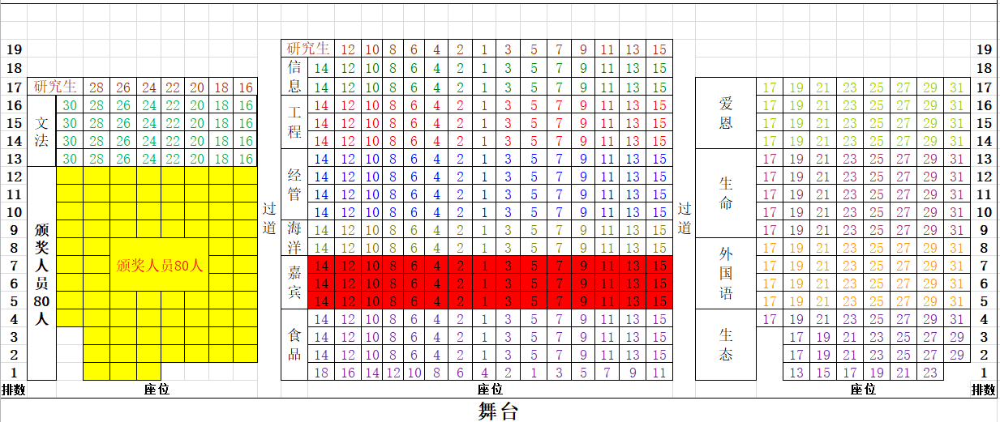 19 研究生 12 10 8 6 4 2 1 3 5 7 9 11 13 15 19
18 信息 14 12 10 8 6 4 2 1 3 5 7 9 11 13 15 18
17 研究生 28 26 24 22 20 18 16 14 12 10 8 6 4 2 1 3 5 7 9 11 13 15 爱恩 17 19 21 23 25 27 29 31 17
16 文法 30 28 26 24 22 20 18 16 工程 14 12 10 8 6 4 2 1 3 5 7 9 11 13 15 17 19 21 23 25 27 29 31 16
15 30 28 26 24 22 20 18 16 14 12 10 8 6 4 2 1 3 5 7 9 11 13 15 17 19 21 23 25 27 29 31 15
14 30 28 26 24 22 20 18 16 14 12 10 8 6 4 2 1 3 5 7 9 11 13 15 17 19 21 23 25 27 29 31 14
13 30 28 26 24 22 20 18 16 经管 14 12 10 8 6 4 2 1 3 5 7 9 11 13 15 生命 17 19 21 23 25 27 29 31 13
12 颁奖人员80人 过道 14 12 10 8 6 4 2 1 3 5 7 9 11 13 15 过道 17 19 21 23 25 27 29 31 12
11 14 12 10 8 6 4 2 1 3 5 7 9 11 13 15 17 19 21 23 25 27 29 31 11
10 14 12 10 8 6 4 2 1 3 5 7 9 11 13 15 17 19 21 23 25 27 29 31 10
9 海洋 14 12 10 8 6 4 2 1 3 5 7 9 11 13 15 17 19 21 23 25 27 29 31 9
8 14 12 10 8 6 4 2 1 3 5 7 9 11 13 15 外国语 17 19 21 23 25 27 29 31 8
7 颁奖人员80人 嘉宾 14 12 10 8 6 4 2 1 3 5 7 9 11 13 15 17 19 21 23 25 27 29 31 7
6 14 12 10 8 6 4 2 1 3 5 7 9 11 13 15 17 19 21 23 25 27 29 31 6
5 14 12 10 8 6 4 2 1 3 5 7 9 11 13 15 17 19 21 23 25 27 29 31 5
4 食品 14 12 10 8 6 4 2 1 3 5 7 9 11 13 15 生态 17 19 21 23 25 27 29 31 4
3 14 12 10 8 6 4 2 1 3 5 7 9 11 13 15 17 19 21 23 25 27 29 3
2 14 12 10 8 6 4 2 1 3 5 7 9 11 13 15 17 19 21 23 25 27 29 2
1 18 16 14 12 10 8 6 4 2 1 3 5 7 9 11 13 15 17 19 21 23 1
排数 座位 座位 座位 排数
舞台